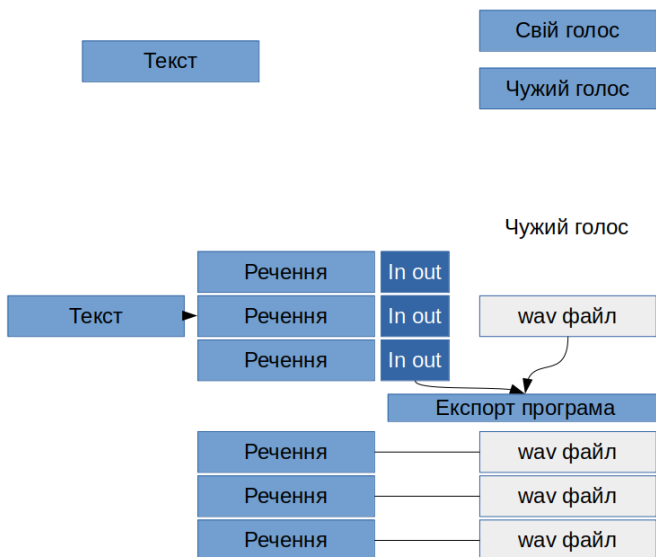 Свій голос
Текст
Чужий голос
Чужий голос
Речення In out
Текст Речення In out wav файл
Речення In out
Експорт програма
Речення wav файл
Речення wav файл
Речення wav файл